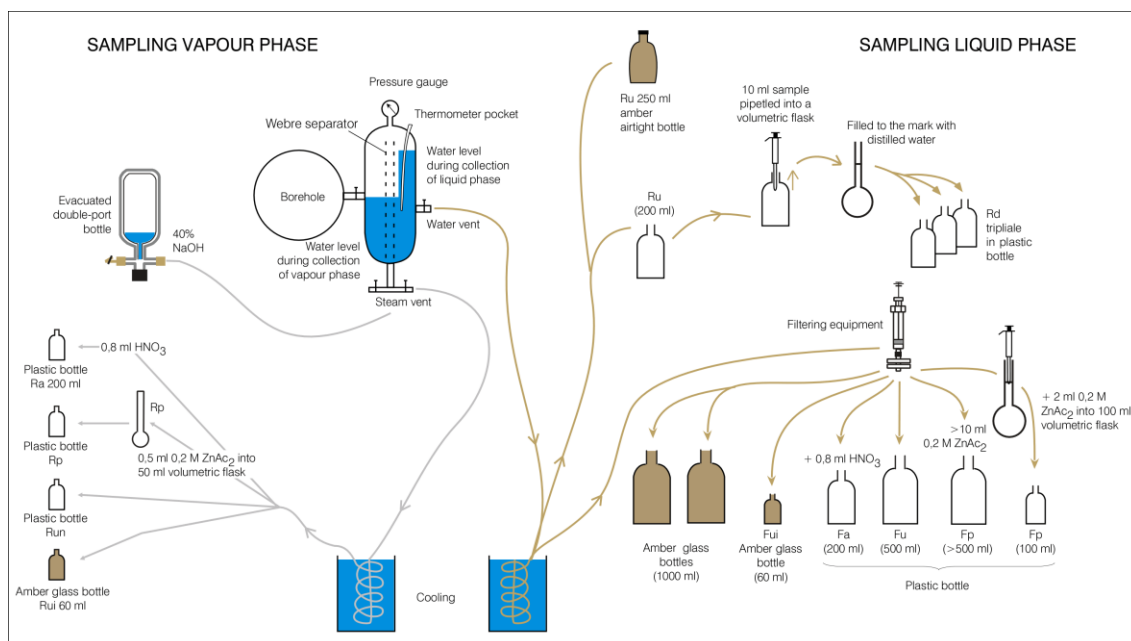 SAMPLING VAPOUR PHASE
SAMPLING LIQUID PHASE
Pressure gauge
Thermometer pocket
Webre separator
Water level
during collection
of liquid phase
Borehole
Water vent
Water level
during collection
of vapour phase
Steam vent
Evacuated
double-port
bottle
40%
NaOH
0,8 ml HNO3
Plastic bottle
Ra 200 ml
Rp
Plastic bottle
Rp
0,5 ml 0,2 M ZnAc2 into
50 ml volumetric flask
Plastic bottle
Run
Amber glass bottle
Rui 60 ml
Cooling
Ru 250 ml
amber
airtight bottle
10 ml sample
pipetled into a
volumetric flask
Filled to the mark with
distilled water
Ru
(200 ml)
Rd
tripliale
in plastic
bottle
Filtering equipment
+ 2 ml 0,2 M
ZnAc2 into 100 ml
volumetric flask
>10 ml
0,2 M ZnAc2
+ 0,8 ml HNO3
Amber glass
bottles
(1000 ml)
Fui
Amber glass
bottle
(60 ml)
Fa
(200 ml)
Fu
(500 ml)
Fp
(>500 ml)
Fp
(100 ml)
Plastic bottle